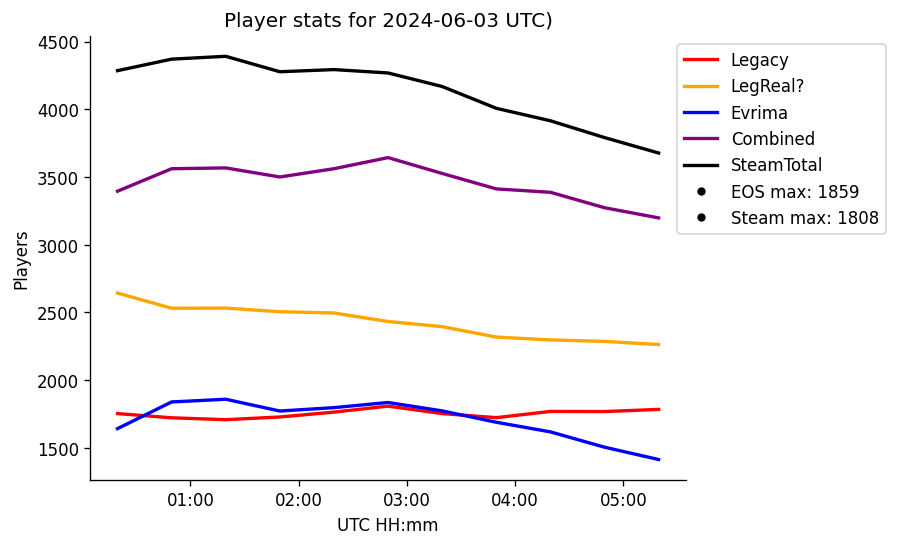 Player stats for 2024-06-03 UTC)
4500
4000
3500
3000
2500
2000
1500
Players
01:00
02:00
03:00
04:00
05:00
UTC HH:mm
Legacy
LegReal?
Evrima
Combined
SteamTotal
EOS max: 1859
Steam max: 1808